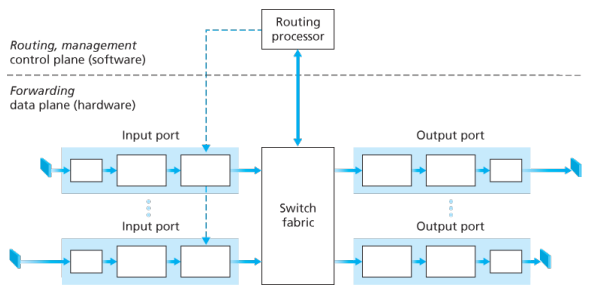 Routing
processor
Routing, management
control plane (software)
Forwarding
data plane (hardware)
Input port
Output port
Switch
fabric
Input port
Output port